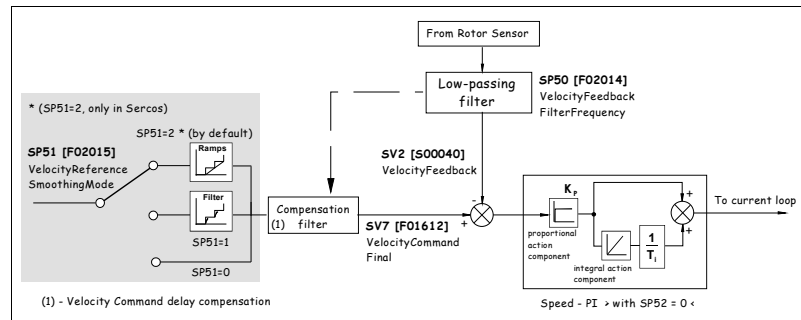 From Rotor Sensor
Low-passing
filter
SP50 [F02014]
VelocityFeedback
FilterFrequency
* (SP51=2, only in Sercos)
SP51=2 * (by default)
SP51 [F02015]
VelocityReference
SmoothingMode
Ramps
Filter
SP51=1
SP51=0
SV2 [S00040]
VelocityFeedback
Compensation
(1) filter
SV7 [F01612]
VelocityCommand
Final
-
+
KP
proportional
action
component
integral action
component
1
Ti
+
+
To current loop
(1) - Velocity Command delay compensation
Speed - PI > with SP52 = 0 <